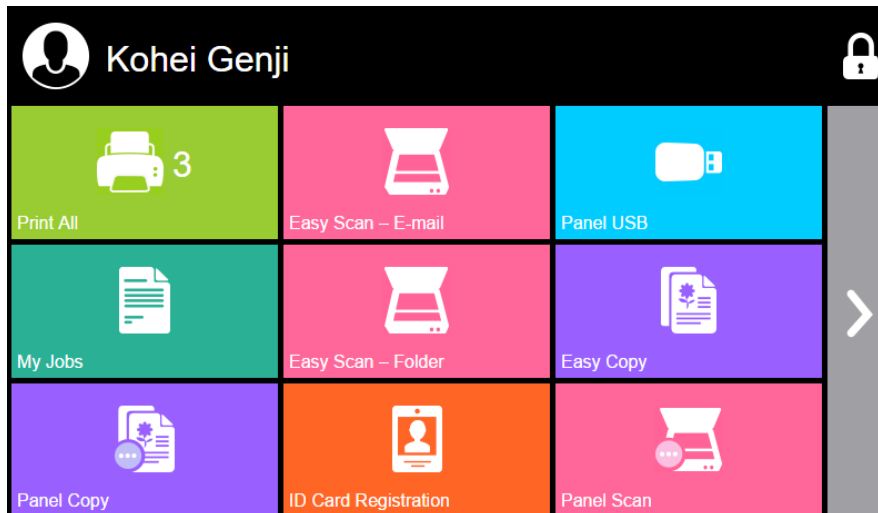 Kohei Genji
3
Print All
Easy Scan – E-mail
Panel USB
My Jobs
Easy Scan – Folder
Easy Copy
Panel Copy
ID Card Registration
Panel Scan